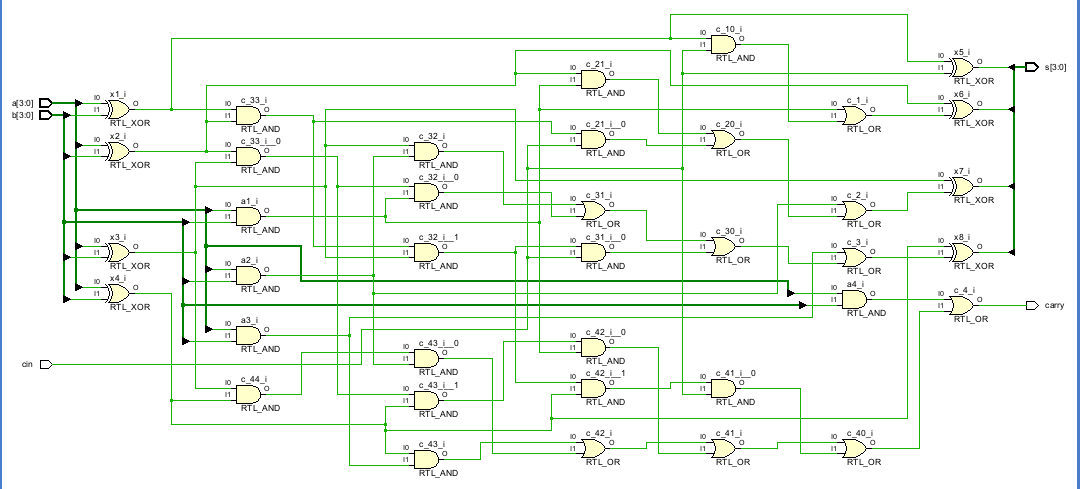 a[3:0]
b[3:0]
cin
I0 x1_i
I1 O
RTL_XOR
I0 x2_i
I1 O
RTL_XOR
I0 x3_i
I1 O
RTL_XOR
I0 x4_i
I1 O
RTL_XOR
I0 c_33_i
I1 O
RTL_AND
I0 c_33_i__0
I1 O
RTL_AND
I0 a1_i
I1 O
RTL_AND
I0 a2_i
I1 O
RTL_AND
I0 a3_i
I1 O
RTL_AND
I0 c_44_i
I1 O
RTL_AND
I0 c_32_i
I1 O
RTL_AND
I0 c_32_i__0
I1 O
RTL_AND
I0 c_32_i__1
I1 O
RTL_AND
I0 c_43_i__0
I1 O
RTL_AND
I0 c_43_i__1
I1 O
RTL_AND
I0 c_43_i
I1 O
RTL_AND
I0 c_21_i
I1 O
RTL_AND
I0 c_21_i__0
I1 O
RTL_AND
I0 c_31_i
I1 O
RTL_OR
I0 c_31_i__0
I1 O
RTL_AND
I0 c_42_i__0
I1 O
RTL_AND
I0 c_42_i__1
I1 O
RTL_AND
I0 c_42_i
I1 O
RTL_OR
I0 c_10_i
I1 O
RTL_AND
I0 c_20_i
I1 O
RTL_OR
I0 c_30_i
I1 O
RTL_OR
I0 c_41_i__0
I1 O
RTL_AND
I0 c_41_i
I1 O
RTL_OR
I0 c_1_i
I1 O
RTL_OR
I0 c_2_i
I1 O
RTL_OR
I0 c_3_i
I1 O
RTL_OR
I0 a4_i
I1 O
RTL_AND
I0 c_40_i
I1 O
RTL_OR
I0 x5_i
I1 O
RTL_XOR
I0 x6_i
I1 O
RTL_XOR
I0 x7_i
I1 O
RTL_XOR
I0 x8_i
I1 O
RTL_XOR
I0 c_4_i
I1 O
RTL_OR
s[3:0]
carry